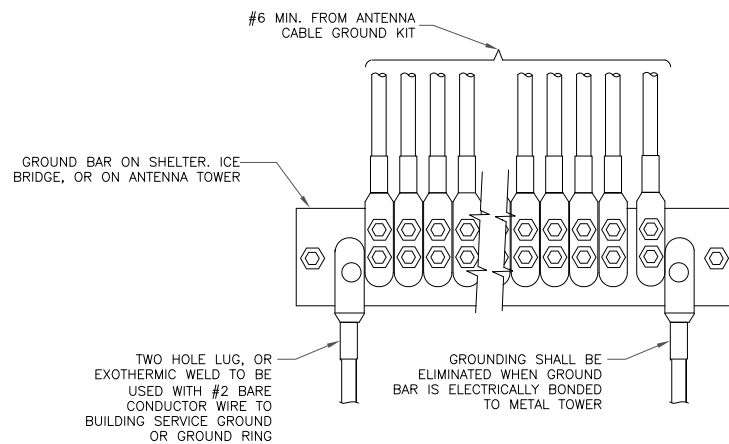 #6 MIN. FROM ANTENNA
CABLE GROUND KIT
GROUND BAR ON SHELTER. ICE
BRIDGE, OR ON ANTENNA TOWER
TWO HOLE LUG, OR
EXOTHERMIC WELD TO BE
USED WITH #2 BARE
CONDUCTOR WIRE TO
BUILDING SERVICE GROUND
OR GROUND RING
GROUNDING SHALL BE
ELIMINATED WHEN GROUND
BAR IS ELECTRICALLY BONDED
TO METAL TOWER